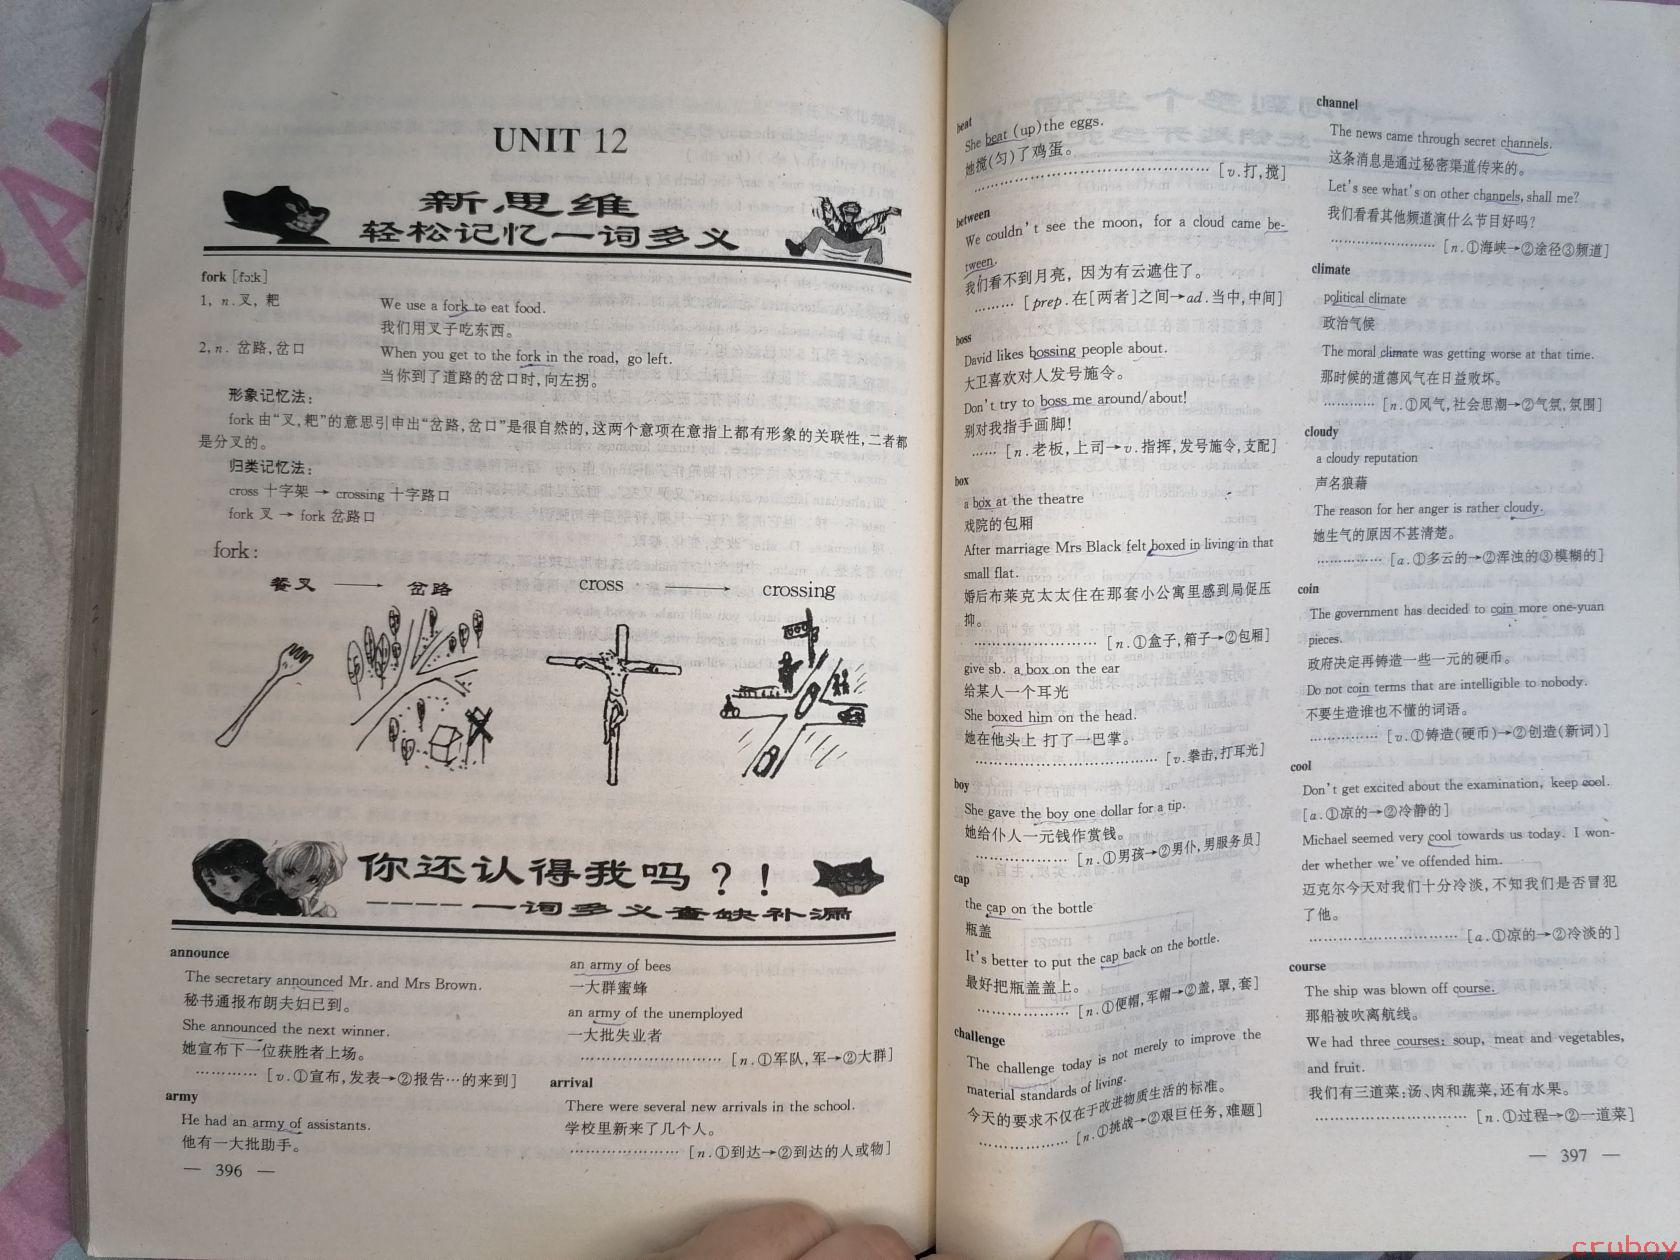 UNIT 12
新思维
轻松记忆一词多义
fork [fɔːk]
1, n. 叉, 耙
We use a fork to eat food.
我们用叉子吃东西。
2, n. 岔路,岔口
When you get to the fork in the road, go left.
当你到了道路的岔口时,向左拐。
形象记忆法:
fork 由“叉,耙”的意思引申出“岔路,岔口”是很自然的,这两个意项在意指上都有形象的关联性,二者都
是分叉的。
归类记忆法:
cross 十字架 → crossing 十字路口
fork 叉 → fork 岔路口
fork:
餐叉 → 岔路
cross → crossing
你还认得我吗?!
----一词多义查缺补漏
announce
The secretary announced Mr. and Mrs Brown.
秘书通报布朗夫妇已到。
She announced the next winner.
她宣布下一位获胜者上场。
............ [v.①宣布,发表→②报告…的来到]
army
He had an army of assistants.
他有一大批助手。
an army of bees
一大群蜜蜂
an army of the unemployed
一大批失业者
........................... [n.①军队,军→②大群]
arrival
There were several new arrivals in the school.
学校里新来了几个人。
..................... [n.①到达→②到达的人或物]
— 396 —
beat
She beat (up) the eggs.
她搅(匀)了鸡蛋。
............................................. [v.打,搅]
between
We couldn't see the moon, for a cloud came be-
tween.
我们看不到月亮, 因为有云遮住了。
......... [prep.在[两者]之间→ad.当中,中间]
boss
David likes bossing people about.
大卫喜欢对人发号施令。
Don't try to boss me around/about!
别对我指手画脚!
...... [n.老板,上司→v.指挥,发号施令,支配]
box
a box at the theatre
戏院的包厢
After marriage Mrs Black felt boxed in living in that
small flat.
婚后布莱克太太住在那套小公寓里感到局促压
抑。
........................ [n.①盒子,箱子→②包厢]
give sb. a box on the ear
给某人一个耳光
She boxed him on the head.
她在他头上 打了一巴掌。
.................................... [v.拳击,打耳光]
boy
She gave the boy one dollar for a tip.
她给仆人一元钱作赏钱。
.................. [n.①男孩→②男仆,男服务员]
cap
the cap on the bottle
瓶盖
It's better to put the cap back on the bottle.
最好把瓶盖盖上。
.................. [n.①便帽,军帽→②盖,罩,套]
challenge
The challenge today is not merely to improve the
material standards of living.
今天的要求不仅在于改进物质生活的标准。
.................. [n.①挑战→②艰巨任务,难题]
channel
The news came through secret channels.
这条消息是通过秘密渠道传来的。
Let's see what's on other channels, shall me?
我们看看其他频道演什么节目好吗?
..................... [n.①海峡→②途径③频道]
climate
political climate
政治气候
The moral climate was getting worse at that time.
那时候的道德风气在日益败坏。
............ [n.①风气,社会思潮→②气氛,氛围]
cloudy
a cloudy reputation
声名狼藉
The reason for her anger is rather cloudy.
她生气的原因不甚清楚。
............... [a.①多云的→②浑浊的③模糊的]
coin
The government has decided to coin more one-yuan
pieces.
政府决定再铸造一些一元的硬币。
Do not coin terms that are intelligible to nobody.
不要生造谁也不懂的词语。
............... [v.①铸造(硬币)→②创造(新词)]
cool
Don't get excited about the examination, keep cool.
[a.①凉的→②冷静的]
Michael seemed very cool towards us today. I won-
der whether we've offended him.
迈克尔今天对我们十分冷淡,不知我们是否冒犯
了他。
.............................. [a.①凉的→②冷淡的]
course
The ship was blown off course.
那船被吹离航线。
We had three courses: soup, meat and vegetables,
and fruit.
我们有三道菜:汤、肉和蔬菜,还有水果。
.............................. [n.①过程→②一道菜]
— 397 —
crubox